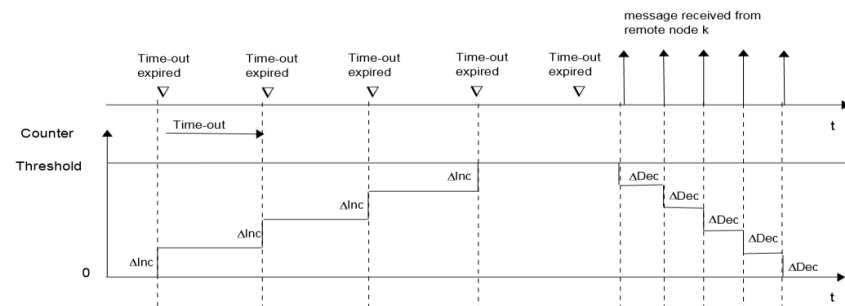 message received from
remote node k
Time-out
expired
Time-out
expired
Time-out
expired
Time-out
expired
Time-out
expired
t
Counter
Time-out
Threshold
ΔInc
ΔInc
ΔInc
ΔInc
ΔDec
ΔDec
ΔDec
ΔDec
ΔDec
0
t